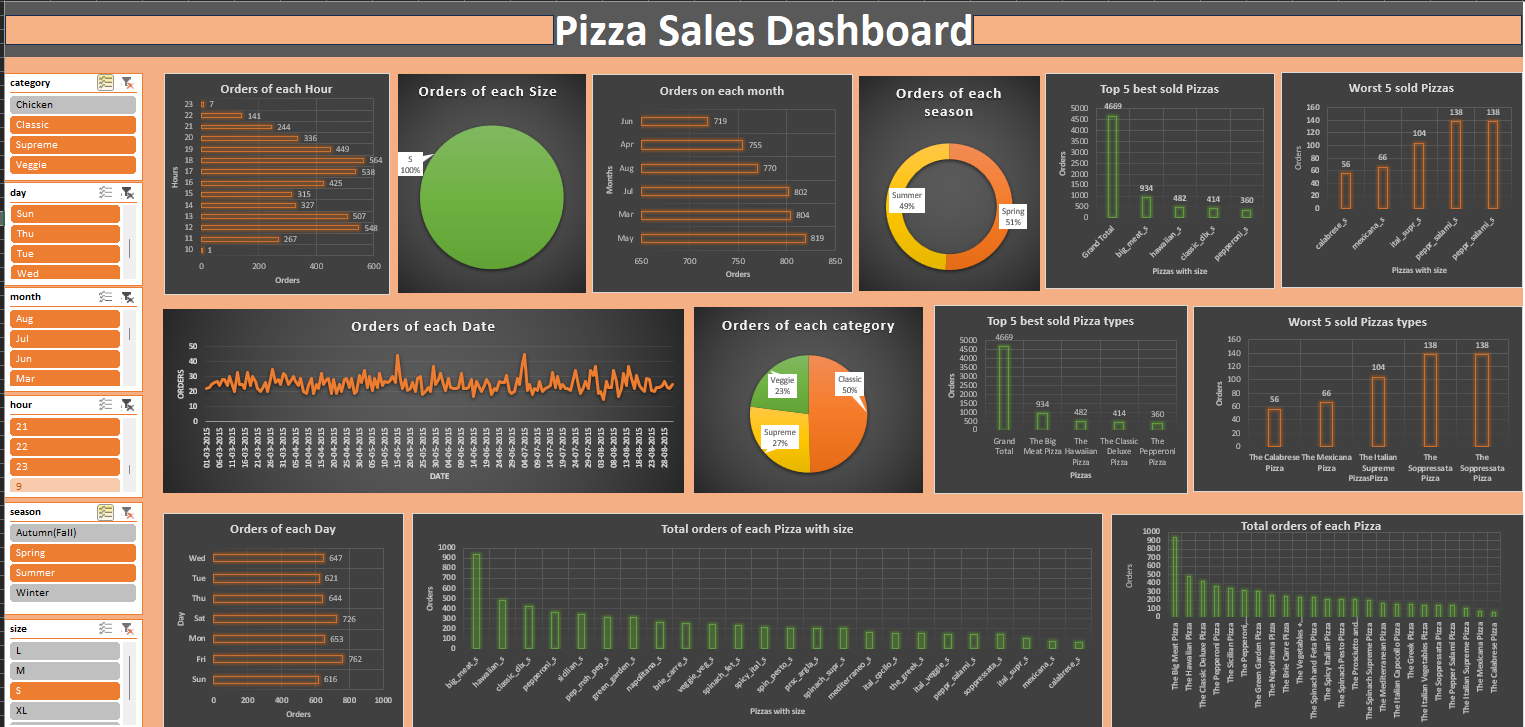 Pizza Sales Dashboard
category
Chicken
Classic
Supreme
Veggie
day
Sun
Thu
Tue
Wed
month
Aug
Jul
Jun
Mar
hour
21
22
23
9
season
Autumn(Fall)
Spring
Summer
Winter
size
L
M
S
XL
Orders of each Hour
23 7
22 141
21 244
20 336
19 449
18 564
17 538
16 425
15 315
14 327
13 507
12 548
11 267
10 1
0 200 400 600
Hours
Orders
Orders of each Size
S
100%
Orders on each month
Jun 719
Apr 755
Aug 770
Jul 802
Mar 804
May 819
650 700 750 800 850
Months
Orders
Orders of each
season
Summer
49%
Spring
51%
Top 5 best sold Pizzas
5000
4500
4000
3500
3000
2500
2000
1500
1000
500
0
4669 934 482 414 360
Orders
Grand Total big_meat_s hawaiian_s classic_dlx_s pepperoni_s
Pizzas with size
Worst 5 sold Pizzas
160
140
120
100
80
60
40
20
0
56 66 104 138 138
Orders
calabrese_s mexicana_s ital_supr_s peppr_salami_s peppr_salami_s
Pizzas with size
Orders of each Date
50
40
30
20
10
0
ORDERS
01-03-2015 06-03-2015 11-03-2015 16-03-2015 21-03-2015 26-03-2015 31-03-2015 05-04-2015 10-04-2015 15-04-2015 20-04-2015 25-04-2015 30-04-2015 05-05-2015 10-05-2015 15-05-2015 20-05-2015 25-05-2015 30-05-2015 04-06-2015 09-06-2015 14-06-2015 19-06-2015 24-06-2015 29-06-2015 04-07-2015 09-07-2015 14-07-2015 19-07-2015 24-07-2015 29-07-2015 03-08-2015 08-08-2015 13-08-2015 18-08-2015 23-08-2015 28-08-2015
DATE
Orders of each category
Veggie
23%
Classic
50%
Supreme
27%
Top 5 best sold Pizza types
5000
4500
4000
3500
3000
2500
2000
1500
1000
500
0
4669 934 482 414 360
Orders
Grand The Big The The Classic The
Total Meat Pizza Hawaiian Deluxe Pepperoni
Pizza Pizza Pizza
Pizzas
Worst 5 sold Pizzas types
160
140
120
100
80
60
40
20
0
56 66 104 138 138
Orders
The Calabrese The Mexicana The Italian The The
Pizza Pizza Supreme Soppressata Soppressata
PizzasPizza Pizza Pizza
Orders of each Day
Wed 647
Tue 621
Thu 644
Sat 726
Mon 653
Fri 762
Sun 616
0 200 400 600 800 1000
Day
Orders
Total orders of each Pizza with size
1000
900
800
700
600
500
400
300
200
100
0
Orders
big_meat_s hawaiian_s classic_dlx_s pepperoni_s sicilian_s pep_msh_pep_s green_garden_s napolitana_s brie_carre_s veggie_veg_s spinach_fet_s spicy_ital_s spin_pesto_s prsc_argla_s spinach_supr_s mediterraneo_s ital_cpcllo_s the_greek_s ital_veggie_s peppr_salami_s soppressata_s ital_supr_s mexicana_s calabrese_s
Pizzas with size
Total orders of each Pizza
1000
900
800
700
600
500
400
300
200
100
0
Orders
The Big Meat Pizza
The Hawaiian Pizza
The Classic Deluxe Pizza
The Pepperoni Pizza
The Sicilian Pizza
The Pepperoni,...
The Green Garden Pizza
The Napolitana Pizza
The Brie Carre Pizza
The Vegetables +...
The Spinach and Feta Pizza
The Spicy Italian Pizza
The Spinach Pesto Pizza
The Prosciutto and...
The Spinach Supreme Pizza
The Mediterranean Pizza
The Italian Capocollo Pizza
The Greek Pizza
The Italian Vegetables Pizza
The Soppressata Pizza
The Pepper Salami Pizza
The Italian Supreme Pizza
The Mexicana Pizza
The Calabrese Pizza